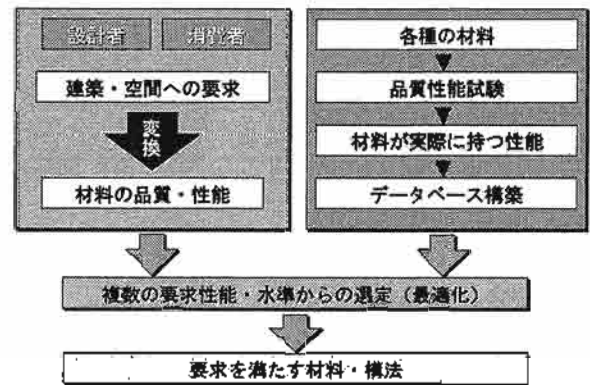 設計者
消費者
建築・空間への要求
変換
材料の品質・性能
各種の材料
品質性能試験
材料が実際に持つ性能
データベース構築
複数の要求性能・水準からの選定（最適化）
要求を満たす材料・構法